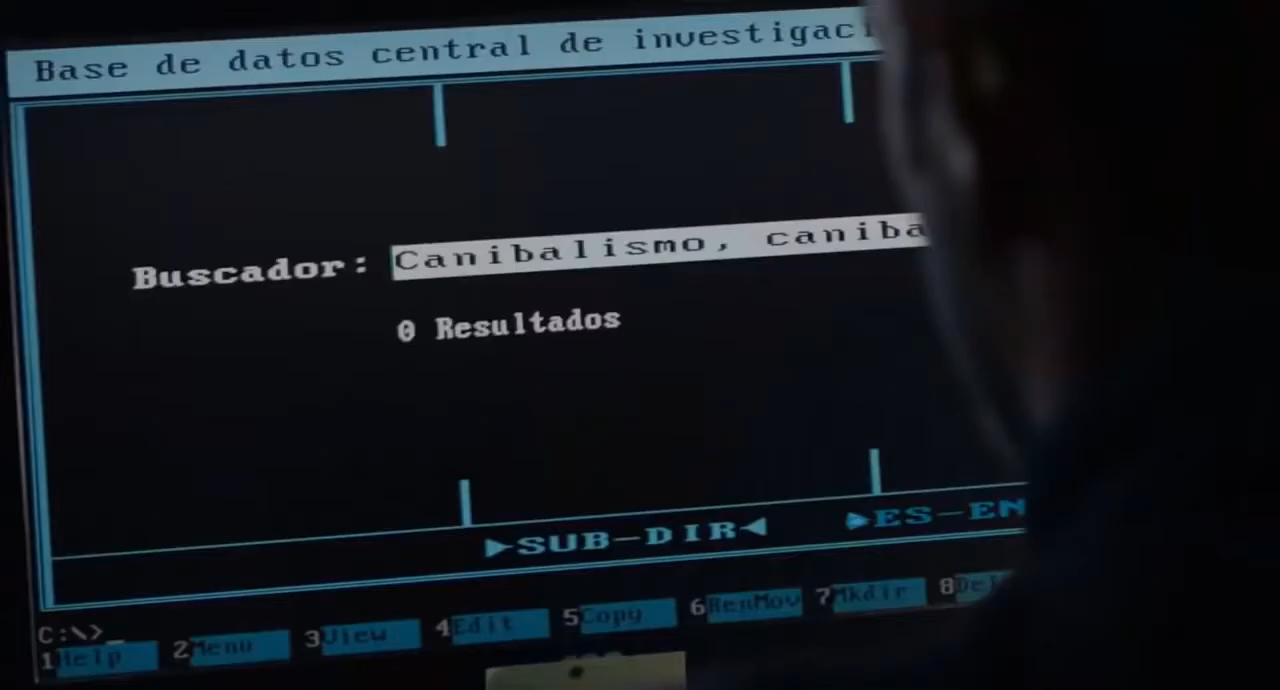 Base de datos central de investigaci
Buscador: Canibalismo, caniba
0 Resultados
►SUB-DIR◄ ►ES-EN
C:\>_
1Help 2Menu 3View 4Edit 5Copy 6RenMov 7Mkdir 8Del